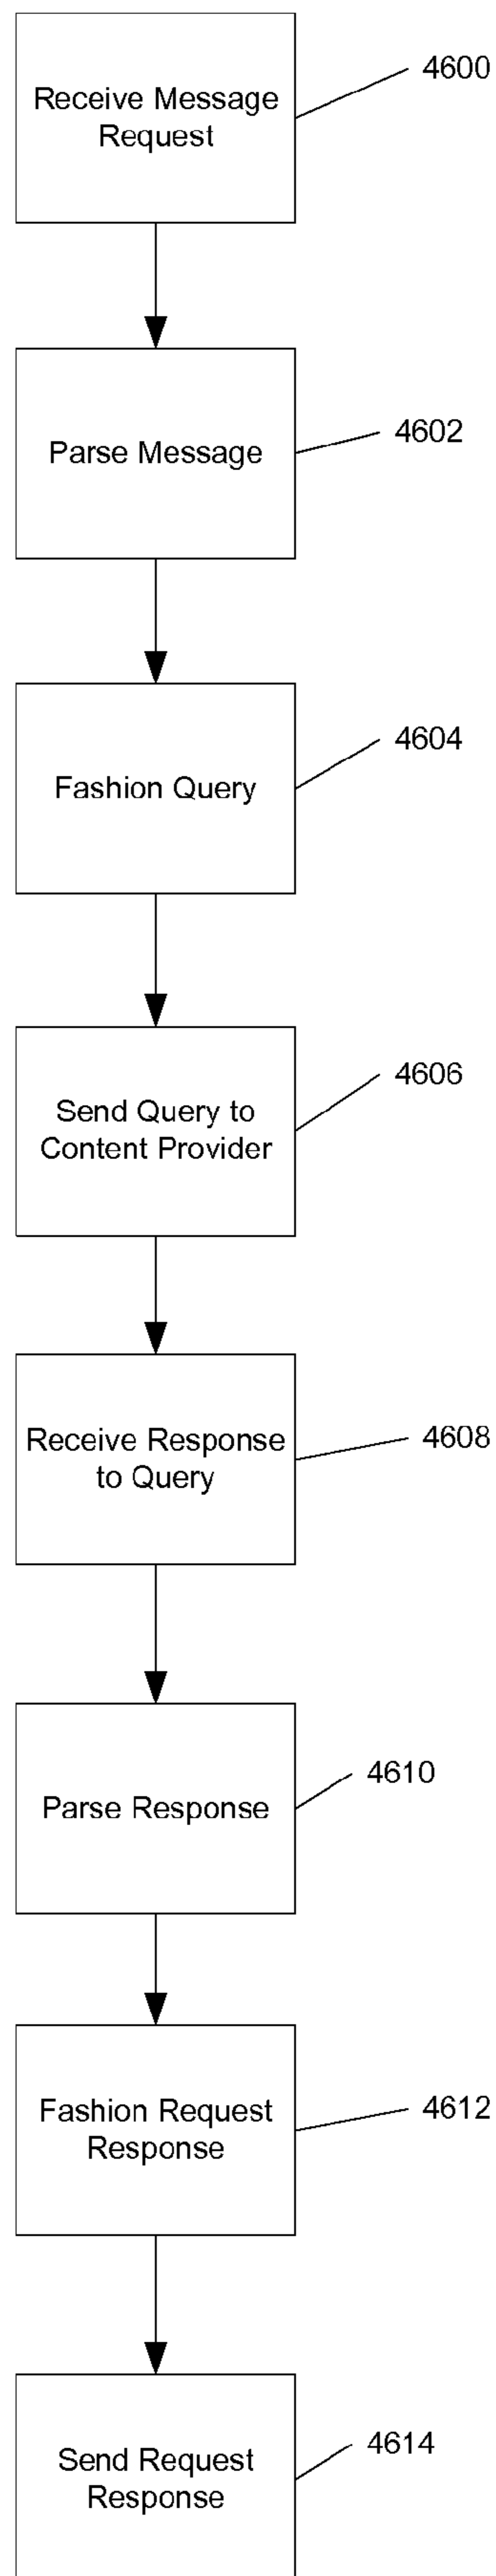 Receive Message
Request
4600
Parse Message
4602
Fashion Query
4604
Send Query to
Content Provider
4606
Receive Response
to Query
4608
Parse Response
4610
Fashion Request
Response
4612
Send Request
Response
4614